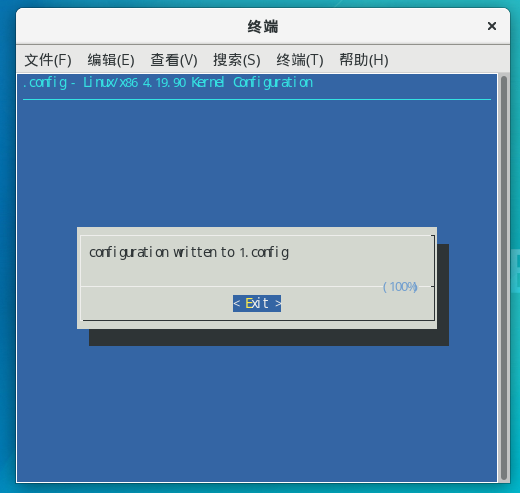 终端 ×
文件(F) 编辑(E) 查看(V) 搜索(S) 终端(T) 帮助(H)
.config - Linux/x86 4.19.90 Kernel Configuration
configuration written to 1.config
(100%)
< Exit >